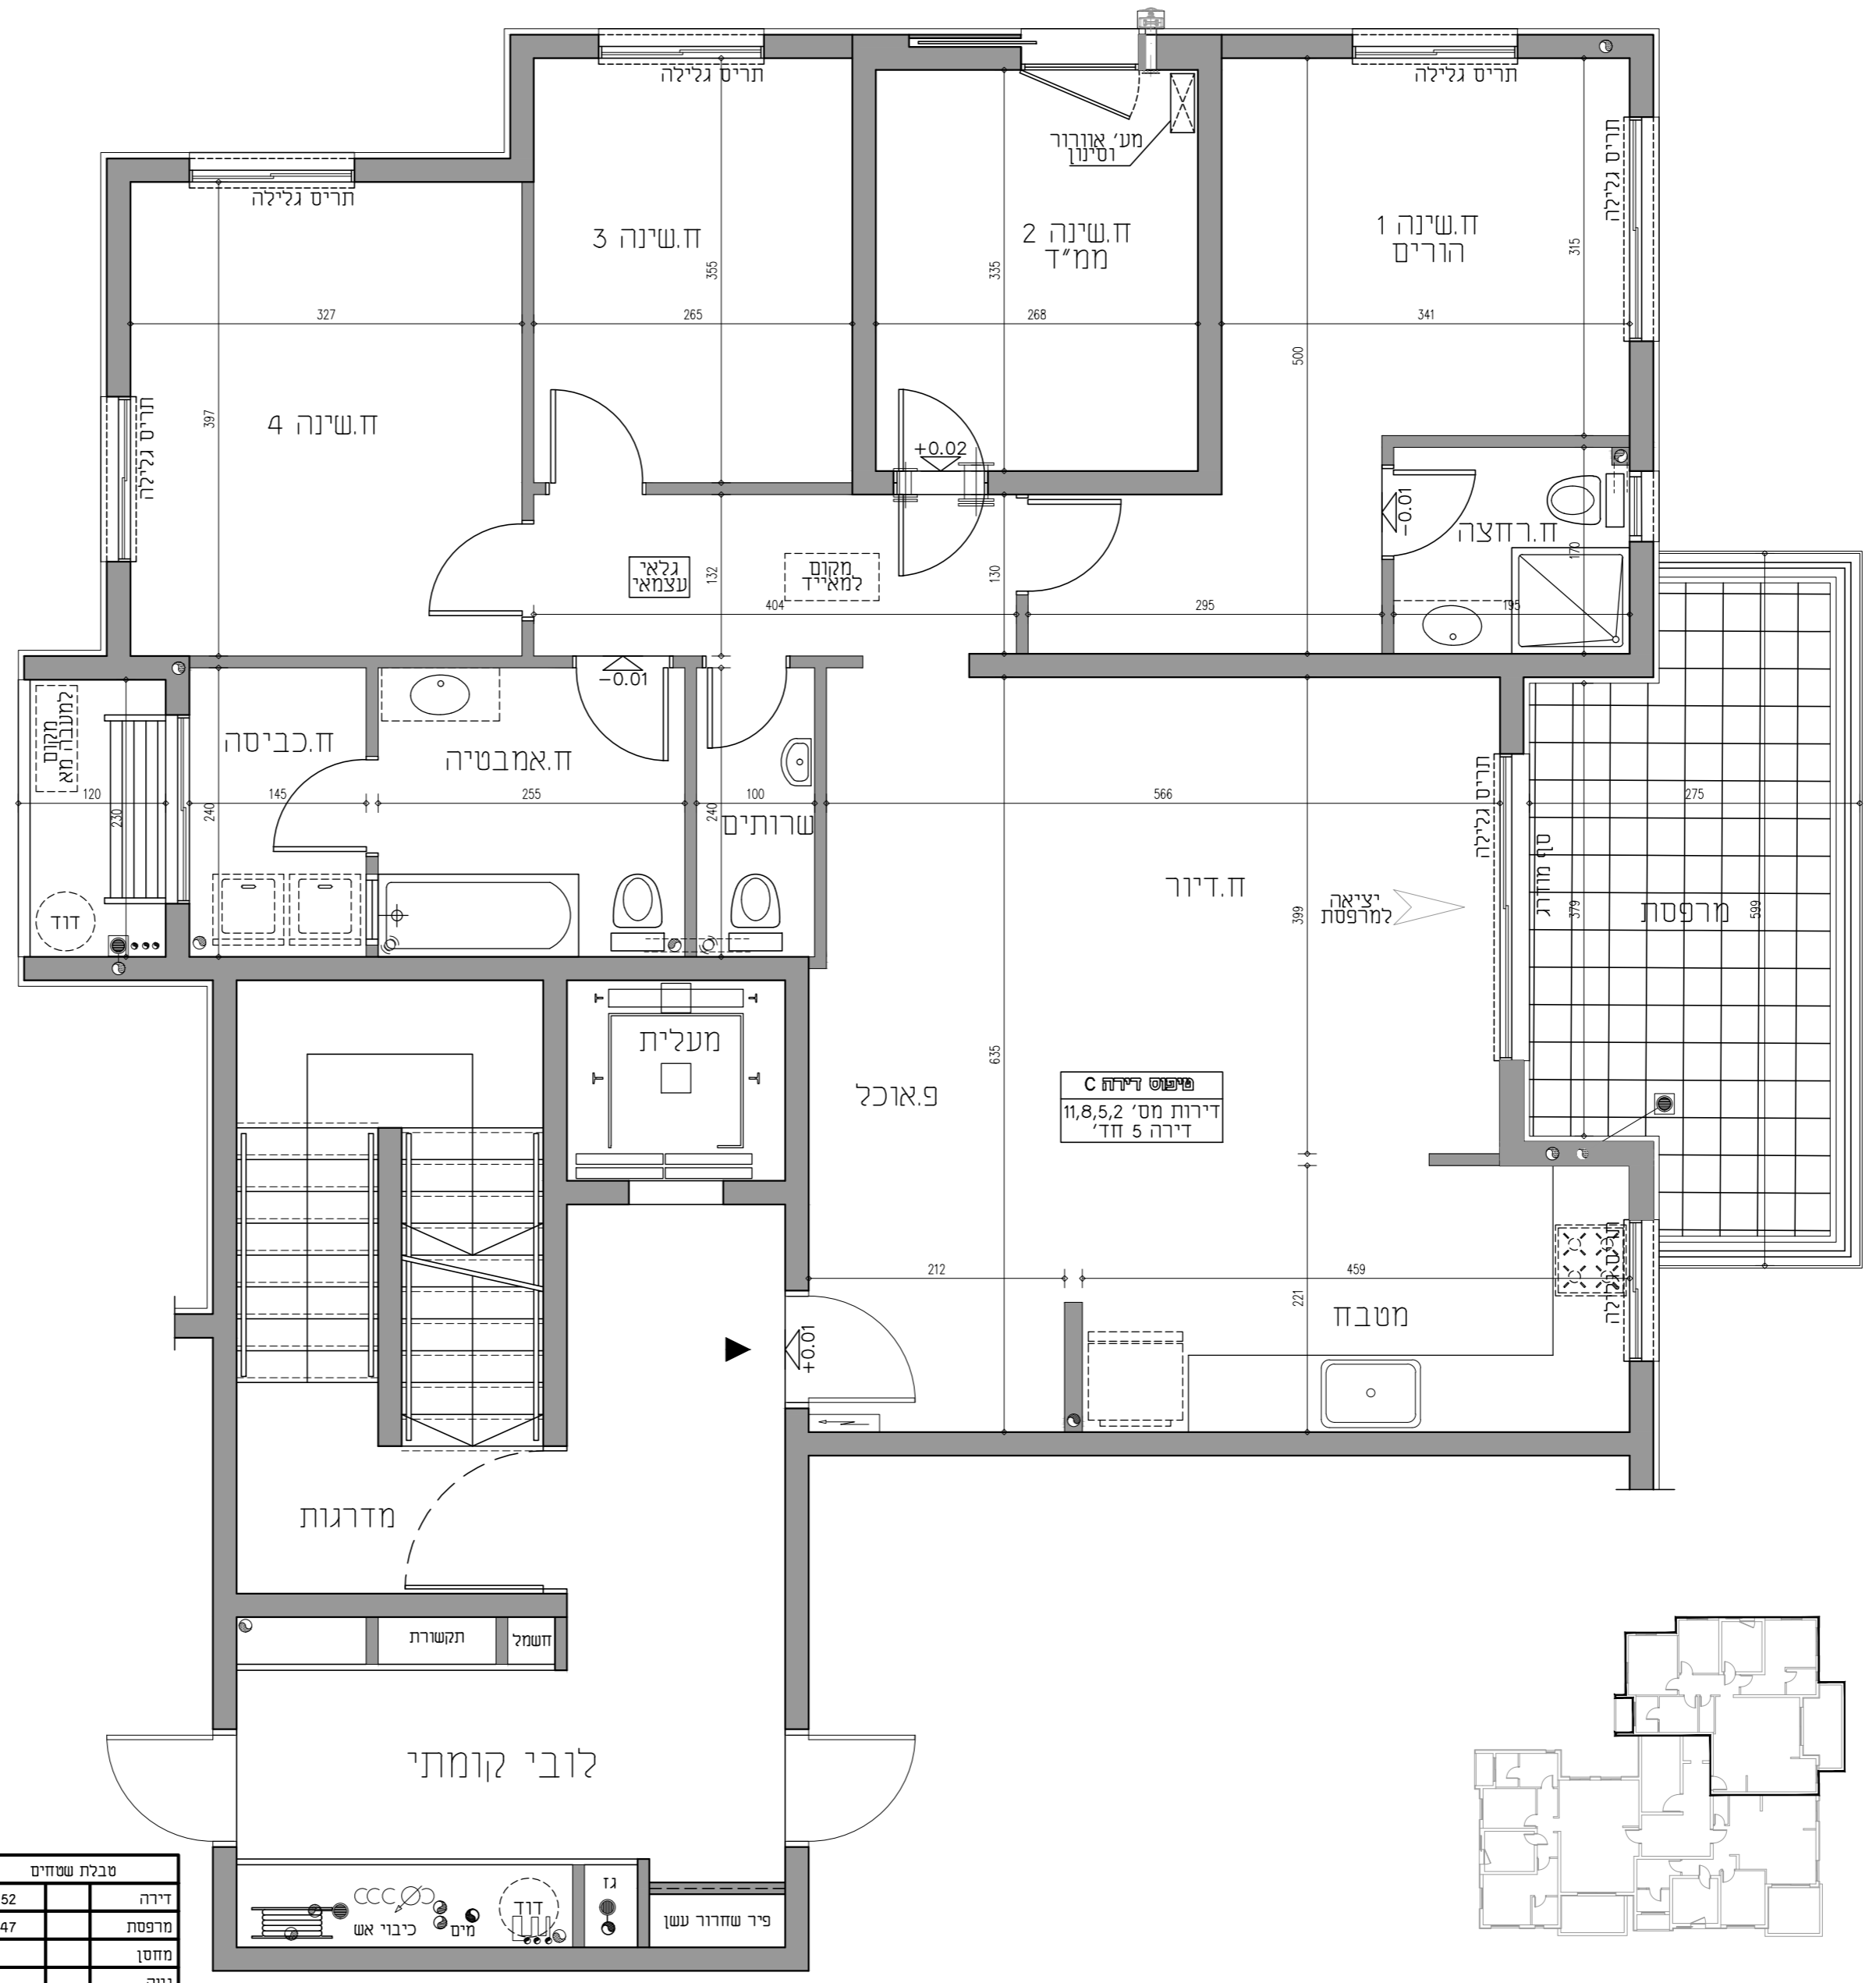 תריס גלילה
תריס גלילה
תריס גלילה
תריס גלילה
תריס גלילה
מע' אוורור
וסינון
ח.שינה 3
ח.שינה 2
ממ"ד
ח.שינה 1
הורים
355
335
315
327
265
268
341
500
397
ח.שינה 4
+0.02
-0.01
ח.רחצה
170
גלאי
עצמאי
132
מקום
למאייד
130
404
295
195
-0.01
מקום
למעבה מא
ח.כביסה
ח.אמבטיה
תריס גלילה
120
230
240
145
255
240
100
566
275
שרותים
סף מודרג
ח.דיור
יציאה
למרפסת
399
379
מרפסת
599
דוד
מעלית
635
פ.אוכל
טיפוס דירה C
דירות מס' 11,8,5,2
דירה 5 חד'
212
459
221
תריס גלילה
מטבח
+0.01
מדרגות
תקשורת
חשמל
לובי קומתי
גז
דוד
מים
כיבוי אש
פיר שחרור עשן
טבלת שטחים
דירה
52
מרפסת
47
מחסן